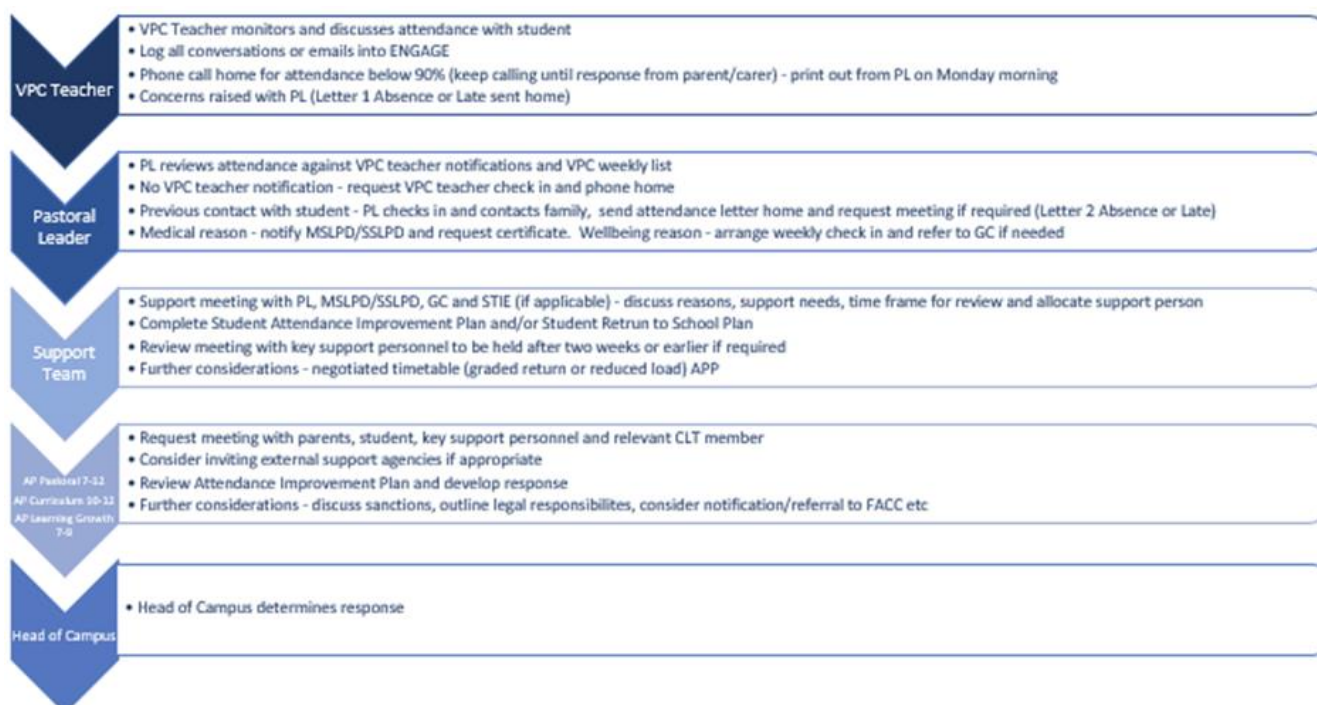 VPC Teacher
• VPC Teacher monitors and discusses attendance with student
• Log all conversations or emails into ENGAGE
• Phone call home for attendance below 90% (keep calling until response from parent/carer) - print out from PL on Monday morning
• Concerns raised with PL (Letter 1 Absence or Late sent home)
Pastoral
Leader
• PL reviews attendance against VPC teacher notifications and VPC weekly list
• No VPC teacher notification - request VPC teacher check in and phone home
• Previous contact with student - PL checks in and contacts family, send attendance letter home and request meeting if required (Letter 2 Absence or Late)
• Medical reason - notify MSLPD/SSLPD and request certificate. Wellbeing reason - arrange weekly check in and refer to GC if needed
Support
Team
• Support meeting with PL, MSLPD/SSLPD, GC and STIE (if applicable) - discuss reasons, support needs, time frame for review and allocate support person
• Complete Student Attendance Improvement Plan and/or Student Retrun to School Plan
• Review meeting with key support personnel to be held after two weeks or earlier if required
• Further considerations - negotiated timetable (graded return or reduced load) APP
AP Pastoral 7-12
AP Curriculum 10-12
AP Learning Growth
7-9
• Request meeting with parents, student, key support personnel and relevant CLT member
• Consider inviting external support agencies if appropriate
• Review Attendance Improvement Plan and develop response
• Further considerations - discuss sanctions, outline legal responsibilites, consider notification/referral to FACC etc
Head of Campus
• Head of Campus determines response